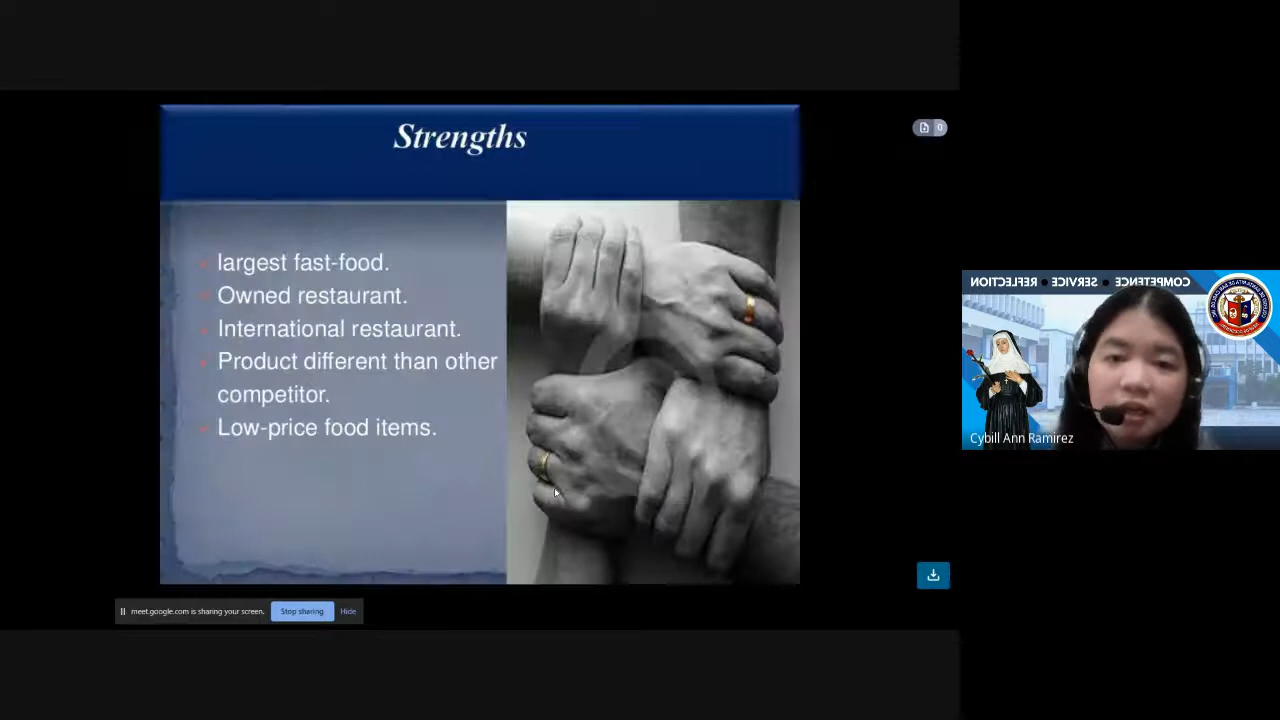 Strengths
largest fast-food.
Owned restaurant.
International restaurant.
Product different than other
competitor.
Low-price food items.
0
meet.google.com is sharing your screen.
Stop sharing
Hide
COMPETENCE • SERVICE • REFLECTION
Cybill Ann Ramirez